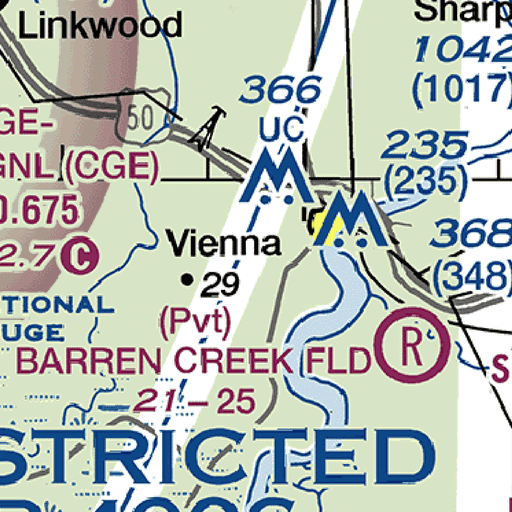 Linkwood
Sharp
1042
(1017)
366
UC
50
GE-
GNL (CGE)
0.675
2.7 C
235
(235)
368
(348)
Vienna
29
TIONAL
UGE
(Pvt)
BARREN CREEK FLD
R
21 – 25
S
STRICTED